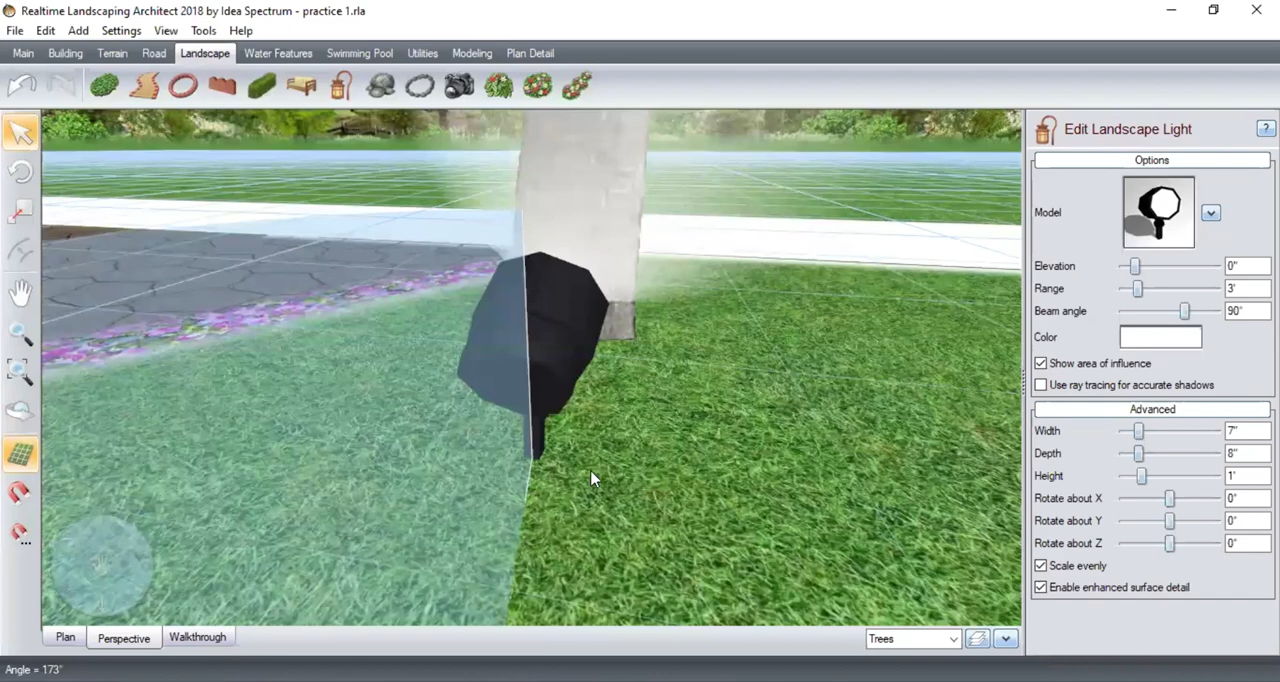 Realtime Landscaping Architect 2018 by Idea Spectrum - practice 1.rla
File Edit Add Settings View Tools Help
Main Building Terrain Road Landscape Water Features Swimming Pool Utilities Modeling Plan Detail
Edit Landscape Light ?
Options
Model
Elevation 0"
Range 3'
Beam angle 90°
Color
Show area of influence
Use ray tracing for accurate shadows
Advanced
Width 7"
Depth 8"
Height 1'
Rotate about X 0°
Rotate about Y 0°
Rotate about Z 0°
Scale evenly
Enable enhanced surface detail
Plan Perspective Walkthrough Trees
Angle = 173°